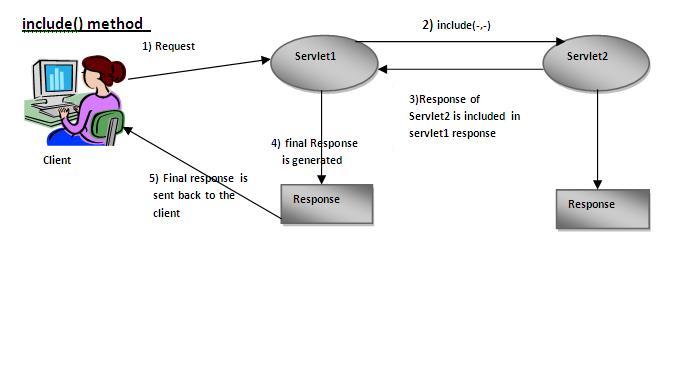 include() method
1) Request
2) include(-,-)
Servlet1
Servlet2
3)Response of
Servlet2 is included in
servlet1 response
4) final Response
is generated
Client
5) Final response is
sent back to the
client
Response
Response